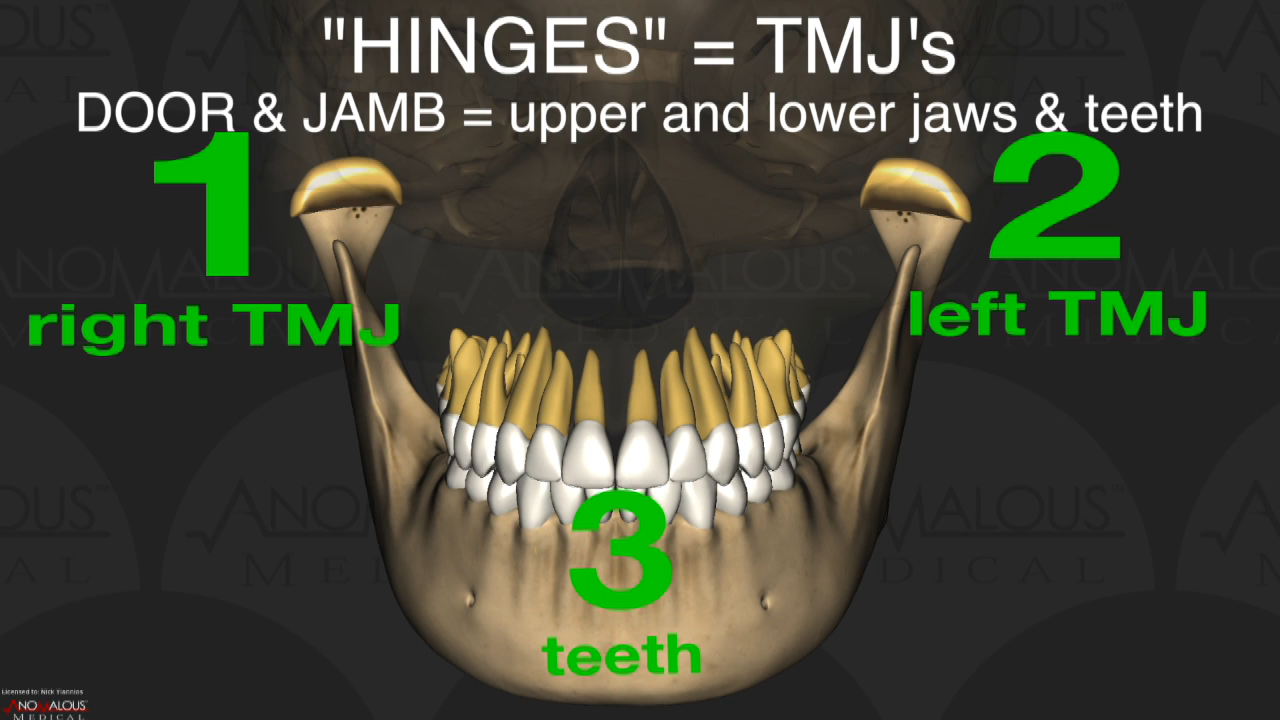 "HINGES" = TMJ's
DOOR & JAMB = upper and lower jaws & teeth
1
2
right TMJ
left TMJ
3
teeth
Licensed to: Nick Yiannios
ANOMALOUS
MEDICAL